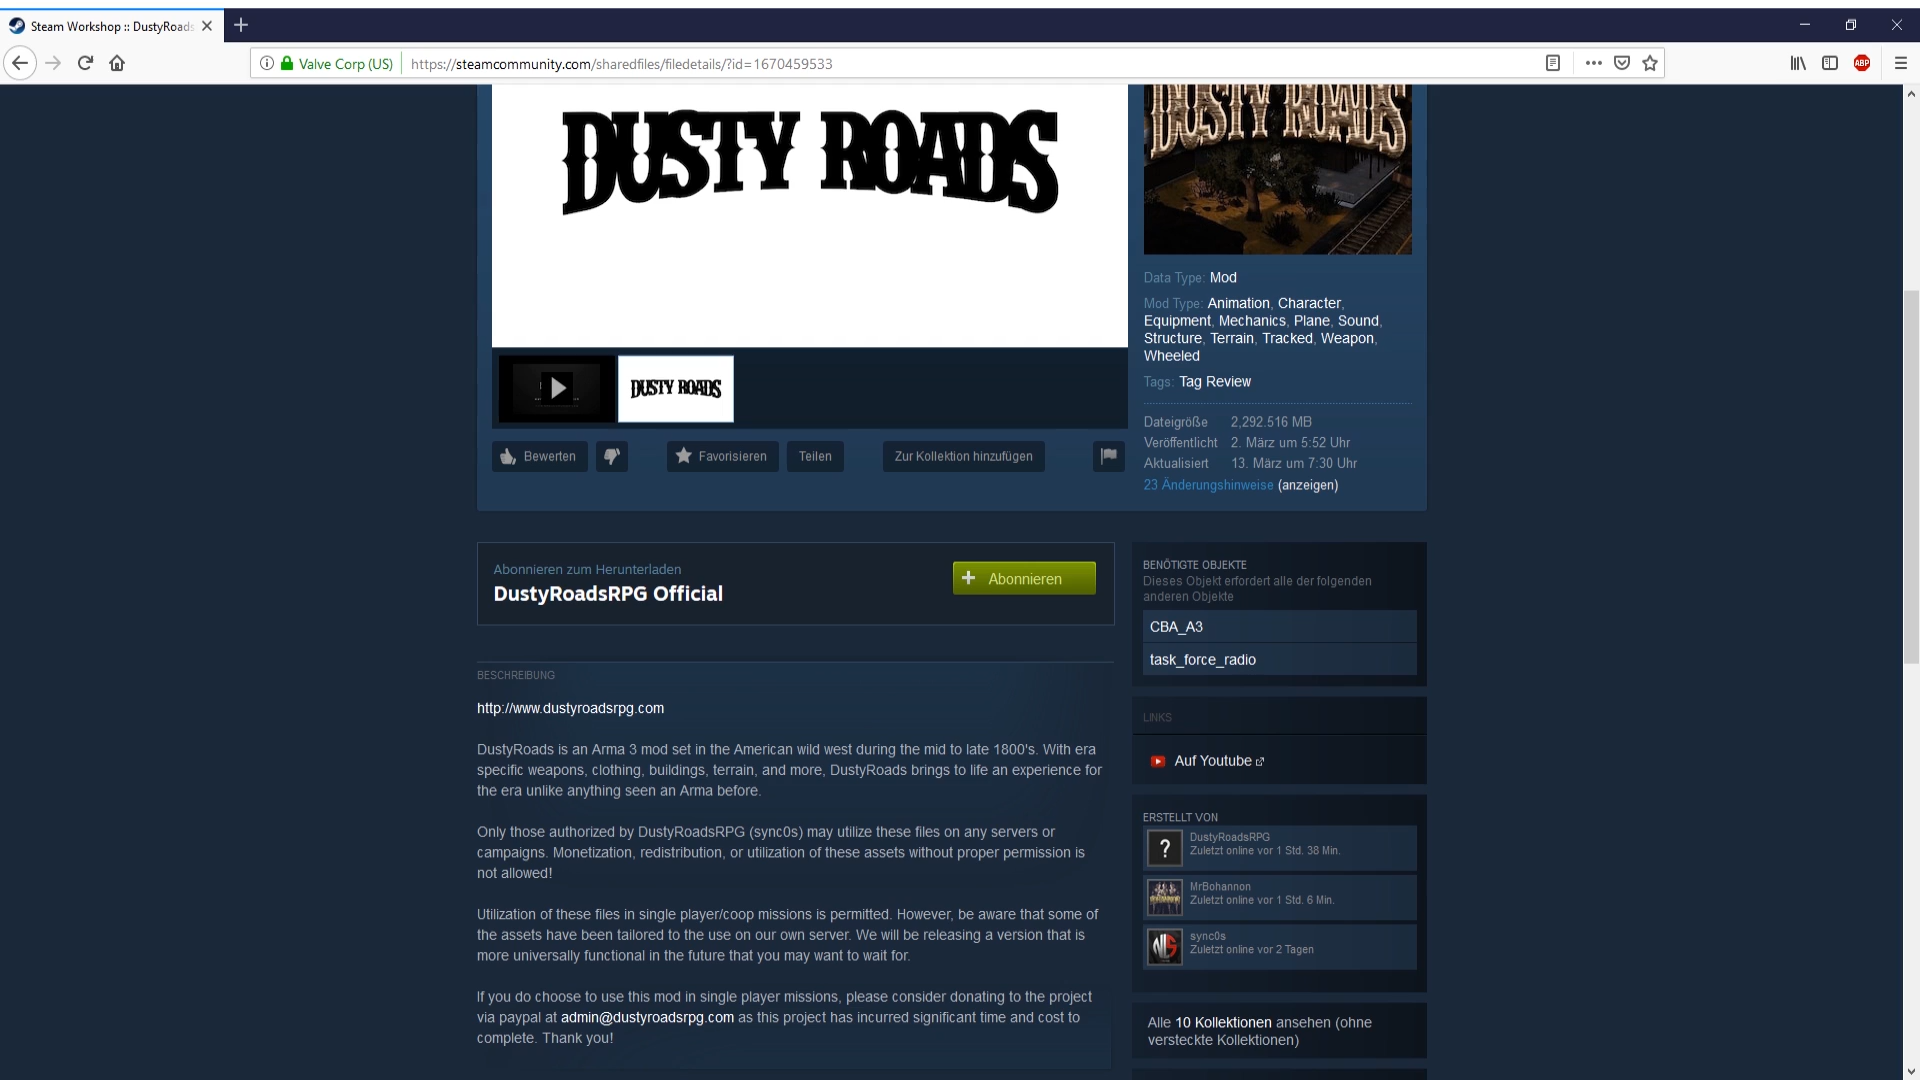 Steam Workshop :: DustyRoads
Valve Corp (US)
https://steamcommunity.com/sharedfiles/filedetails/?id=1670459533
ABP
DUSTY ROADS
DUSTY ROADS
Data Type: Mod
Mod Type: Animation, Character,
Equipment, Mechanics, Plane, Sound,
Structure, Terrain, Tracked, Weapon,
Wheeled
Tags: Tag Review
DUSTY ROADS
Dateigröße 2,292.516 MB
Veröffentlicht 2. März um 5:52 Uhr
Aktualisiert 13. März um 7:30 Uhr
23 Änderungshinweise (anzeigen)
Bewerten
Favorisieren
Teilen
Zur Kollektion hinzufügen
Abonnieren zum Herunterladen
DustyRoadsRPG Official
Abonnieren
BESCHREIBUNG
http://www.dustyroadsrpg.com
DustyRoads is an Arma 3 mod set in the American wild west during the mid to late 1800's. With era
specific weapons, clothing, buildings, terrain, and more, DustyRoads brings to life an experience for
the era unlike anything seen an Arma before.
Only those authorized by DustyRoadsRPG (sync0s) may utilize these files on any servers or
campaigns. Monetization, redistribution, or utilization of these assets without proper permission is
not allowed!
Utilization of these files in single player/coop missions is permitted. However, be aware that some of
the assets have been tailored to the use on our own server. We will be releasing a version that is
more universally functional in the future that you may want to wait for.
If you do choose to use this mod in single player missions, please consider donating to the project
via paypal at admin@dustyroadsrpg.com as this project has incurred significant time and cost to
complete. Thank you!
BENÖTIGTE OBJEKTE
Dieses Objekt erfordert alle der folgenden
anderen Objekte
CBA_A3
task_force_radio
LINKS
Auf Youtube
ERSTELLT VON
?
DustyRoadsRPG
Zuletzt online vor 1 Std. 38 Min.
MrBohannon
Zuletzt online vor 1 Std. 6 Min.
sync0s
Zuletzt online vor 2 Tagen
Alle 10 Kollektionen ansehen (ohne
versteckte Kollektionen)